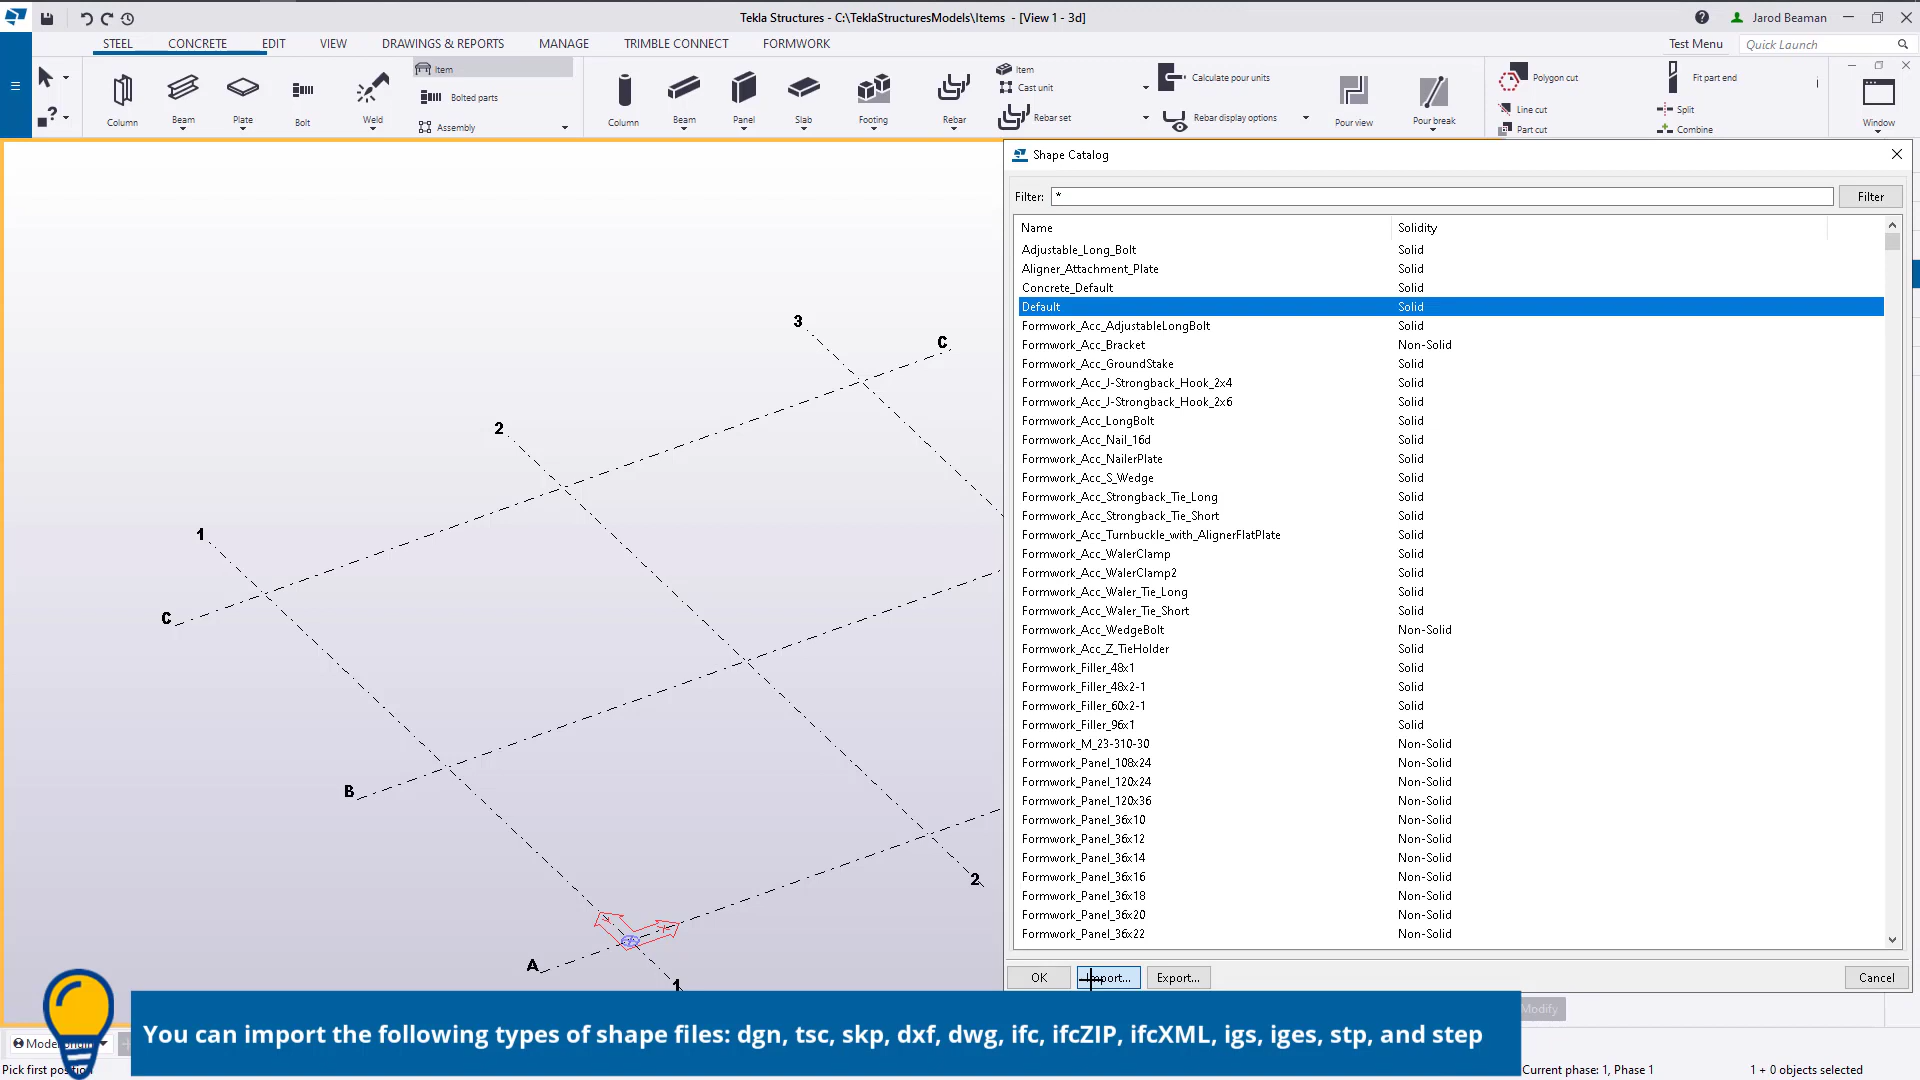 Tekla Structures - C:\TeklaStructuresModels\Items - [View 1 - 3d]
Jarod Beaman
STEEL CONCRETE EDIT VIEW DRAWINGS & REPORTS MANAGE TRIMBLE CONNECT FORMWORK
Test Menu
Quick Launch
Column Beam Plate Bolt Weld
Item
Bolted parts
Assembly
Column Beam Panel Slab Footing Rebar
Item
Cast unit
Rebar set
Calculate pour units
Rebar display options
Pour view Pour break
Polygon cut
Line cut
Part cut
Fit part end
Split
Combine
Window
Shape Catalog
Filter: * Filter
Name Solidity
Adjustable_Long_Bolt Solid
Aligner_Attachment_Plate Solid
Concrete_Default Solid
Default Solid
Formwork_Acc_AdjustableLongBolt Solid
Formwork_Acc_Bracket Non-Solid
Formwork_Acc_GroundStake Solid
Formwork_Acc_J-Strongback_Hook_2x4 Solid
Formwork_Acc_J-Strongback_Hook_2x6 Solid
Formwork_Acc_LongBolt Solid
Formwork_Acc_Nail_16d Solid
Formwork_Acc_NailerPlate Solid
Formwork_Acc_S_Wedge Solid
Formwork_Acc_Strongback_Tie_Long Solid
Formwork_Acc_Strongback_Tie_Short Solid
Formwork_Acc_Turnbuckle_with_AlignerFlatPlate Solid
Formwork_Acc_WalerClamp Solid
Formwork_Acc_WalerClamp2 Solid
Formwork_Acc_Waler_Tie_Long Solid
Formwork_Acc_Waler_Tie_Short Solid
Formwork_Acc_WedgeBolt Non-Solid
Formwork_Acc_Z_TieHolder Solid
Formwork_Filler_48x1 Solid
Formwork_Filler_48x2-1 Solid
Formwork_Filler_60x2-1 Solid
Formwork_Filler_96x1 Solid
Formwork_M_23-310-30 Non-Solid
Formwork_Panel_108x24 Non-Solid
Formwork_Panel_120x24 Non-Solid
Formwork_Panel_120x36 Non-Solid
Formwork_Panel_36x10 Non-Solid
Formwork_Panel_36x12 Non-Solid
Formwork_Panel_36x14 Non-Solid
Formwork_Panel_36x16 Non-Solid
Formwork_Panel_36x18 Non-Solid
Formwork_Panel_36x20 Non-Solid
Formwork_Panel_36x22 Non-Solid
OK Import... Export... Cancel
3
C
2
1
C
B
2
A
1
Modify
You can import the following types of shape files: dgn, tsc, skp, dxf, dwg, ifc, ifcZIP, ifcXML, igs, iges, stp, and step
Pick first
Current phase: 1, Phase 1
1 + 0 objects selected